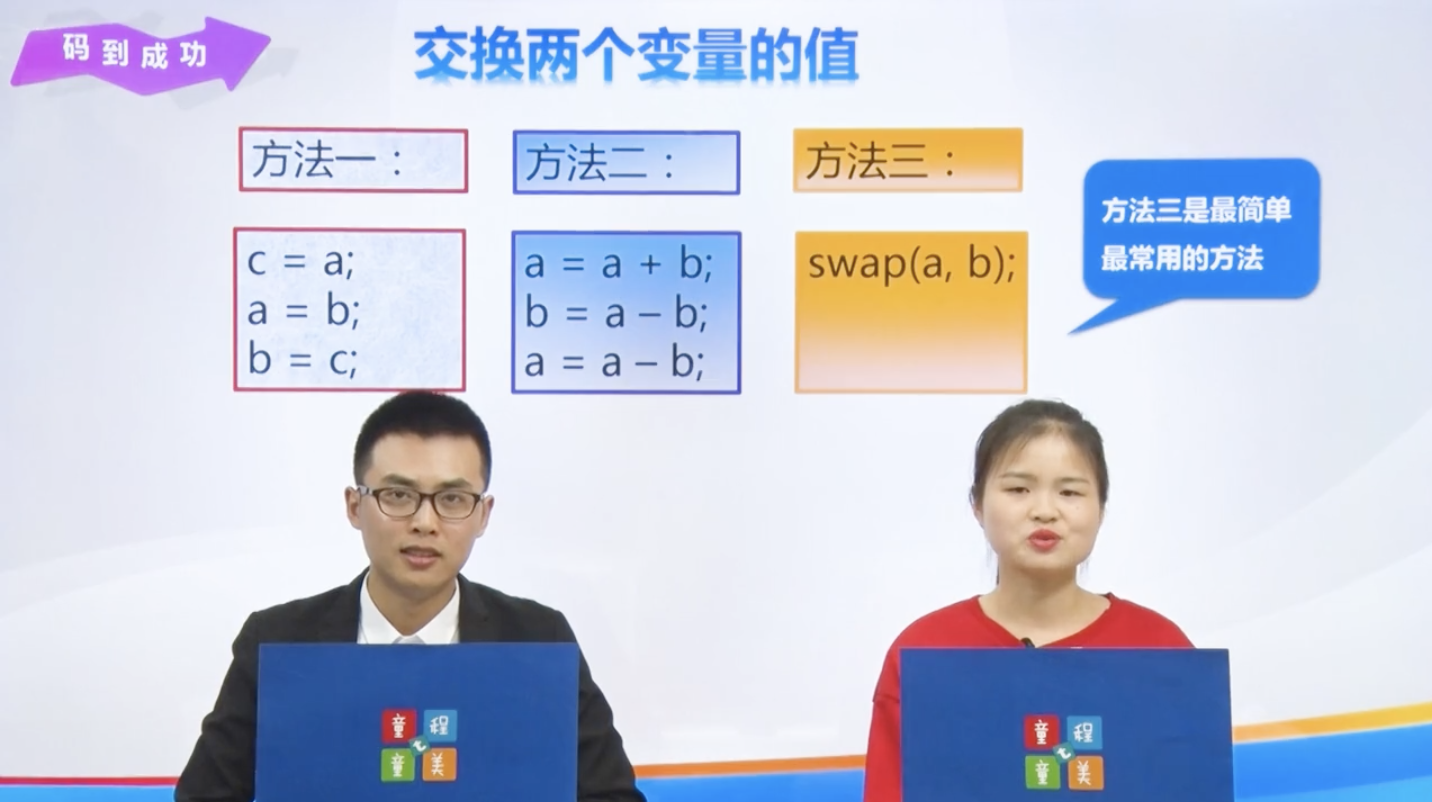 码到成功
交换两个变量的值
方法一：
方法二：
方法三：
c = a;
a = b;
b = c;
a = a + b;
b = a – b;
a = a – b;
swap(a, b);
方法三是最简单
最常用的方法
童程
童美
童程
童美